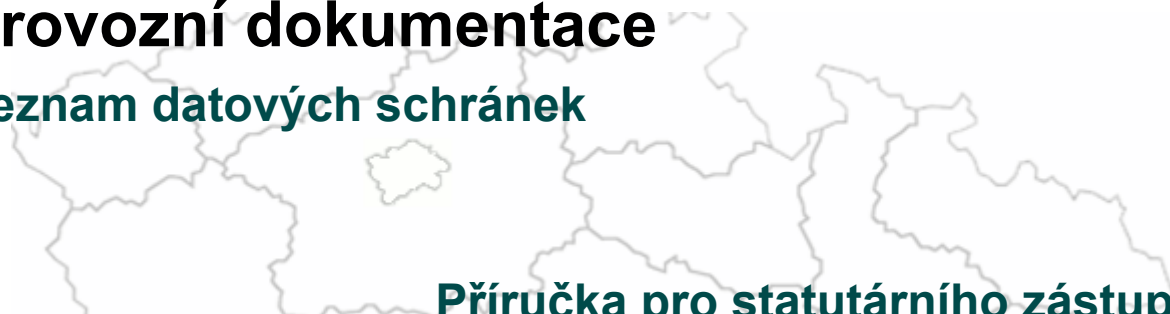 rovozní dokumentace
eznam datových schránek
Příručka pro statutárního zástup